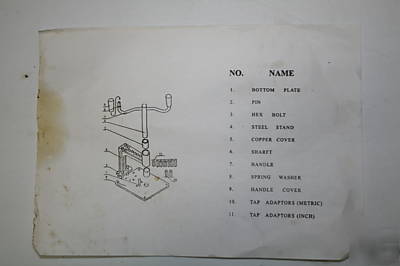 NO. NAME
1. BOTTOM PLATE
2. PIN
3. HEX BOLT
4. STEEL STAND
5. COPPER COVER
6. SHAFT
7. HANDLE
8. SPRING WASHER
9. HANDLE COVER
10. TAP ADAPTORS (METRIC)
11. TAP ADAPTORS (INCH)